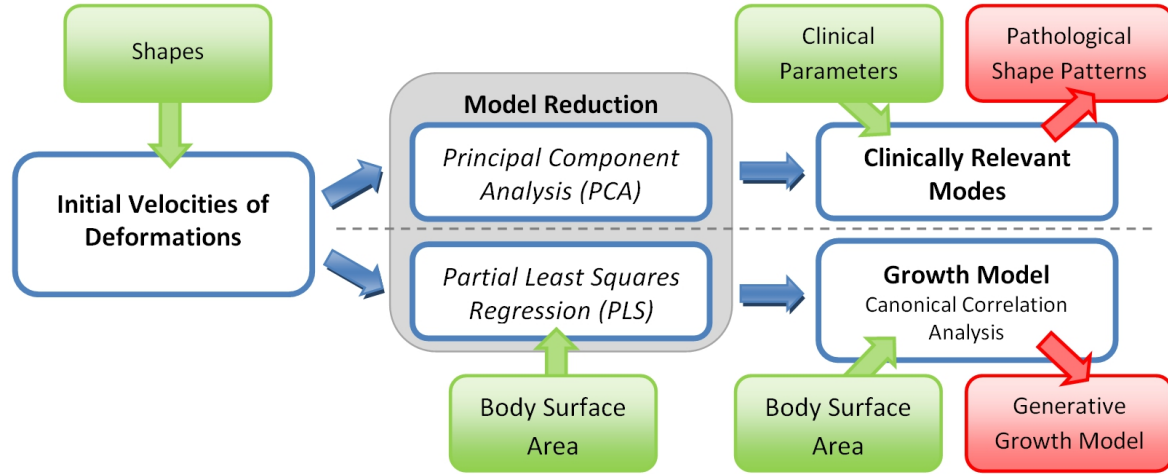 Shapes
Initial Velocities of
Deformations
Model Reduction
Principal Component
Analysis (PCA)
Partial Least Squares
Regression (PLS)
Body Surface
Area
Clinical
Parameters
Pathological
Shape Patterns
Clinically Relevant
Modes
Growth Model
Canonical Correlation
Analysis
Body Surface
Area
Generative
Growth Model